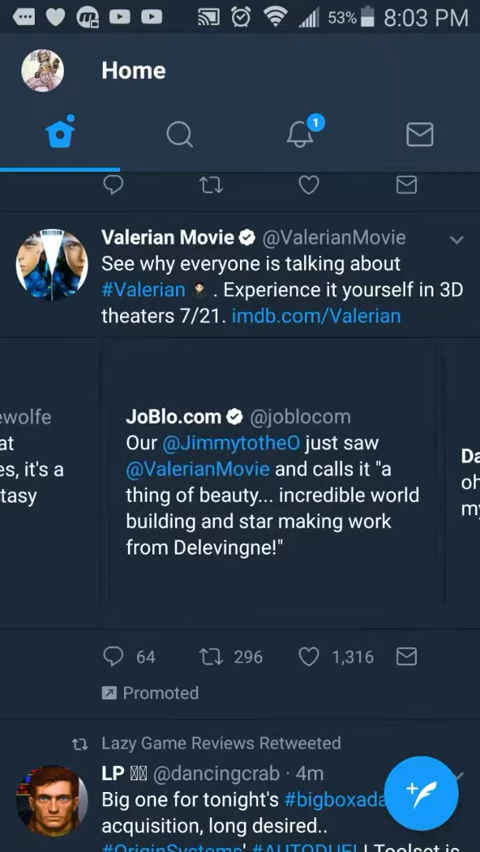 53% 8:03 PM
Home
1
Valerian Movie @ValerianMovie
See why everyone is talking about
#Valerian . Experience it yourself in 3D
theaters 7/21. imdb.com/Valerian
ewolfe
at
es, it's a
tasy
JoBlo.com @joblocom
Our @JimmytotheO just saw
@ValerianMovie and calls it "a
thing of beauty... incredible world
building and star making work
from Delevingne!"
Da
oh
my
64 296 1,316
Promoted
Lazy Game Reviews Retweeted
LP @dancingcrab · 4m
Big one for tonight's #bigboxada
acquisition, long desired..
#OriginSystems' #AUTODUEL! Toolset is